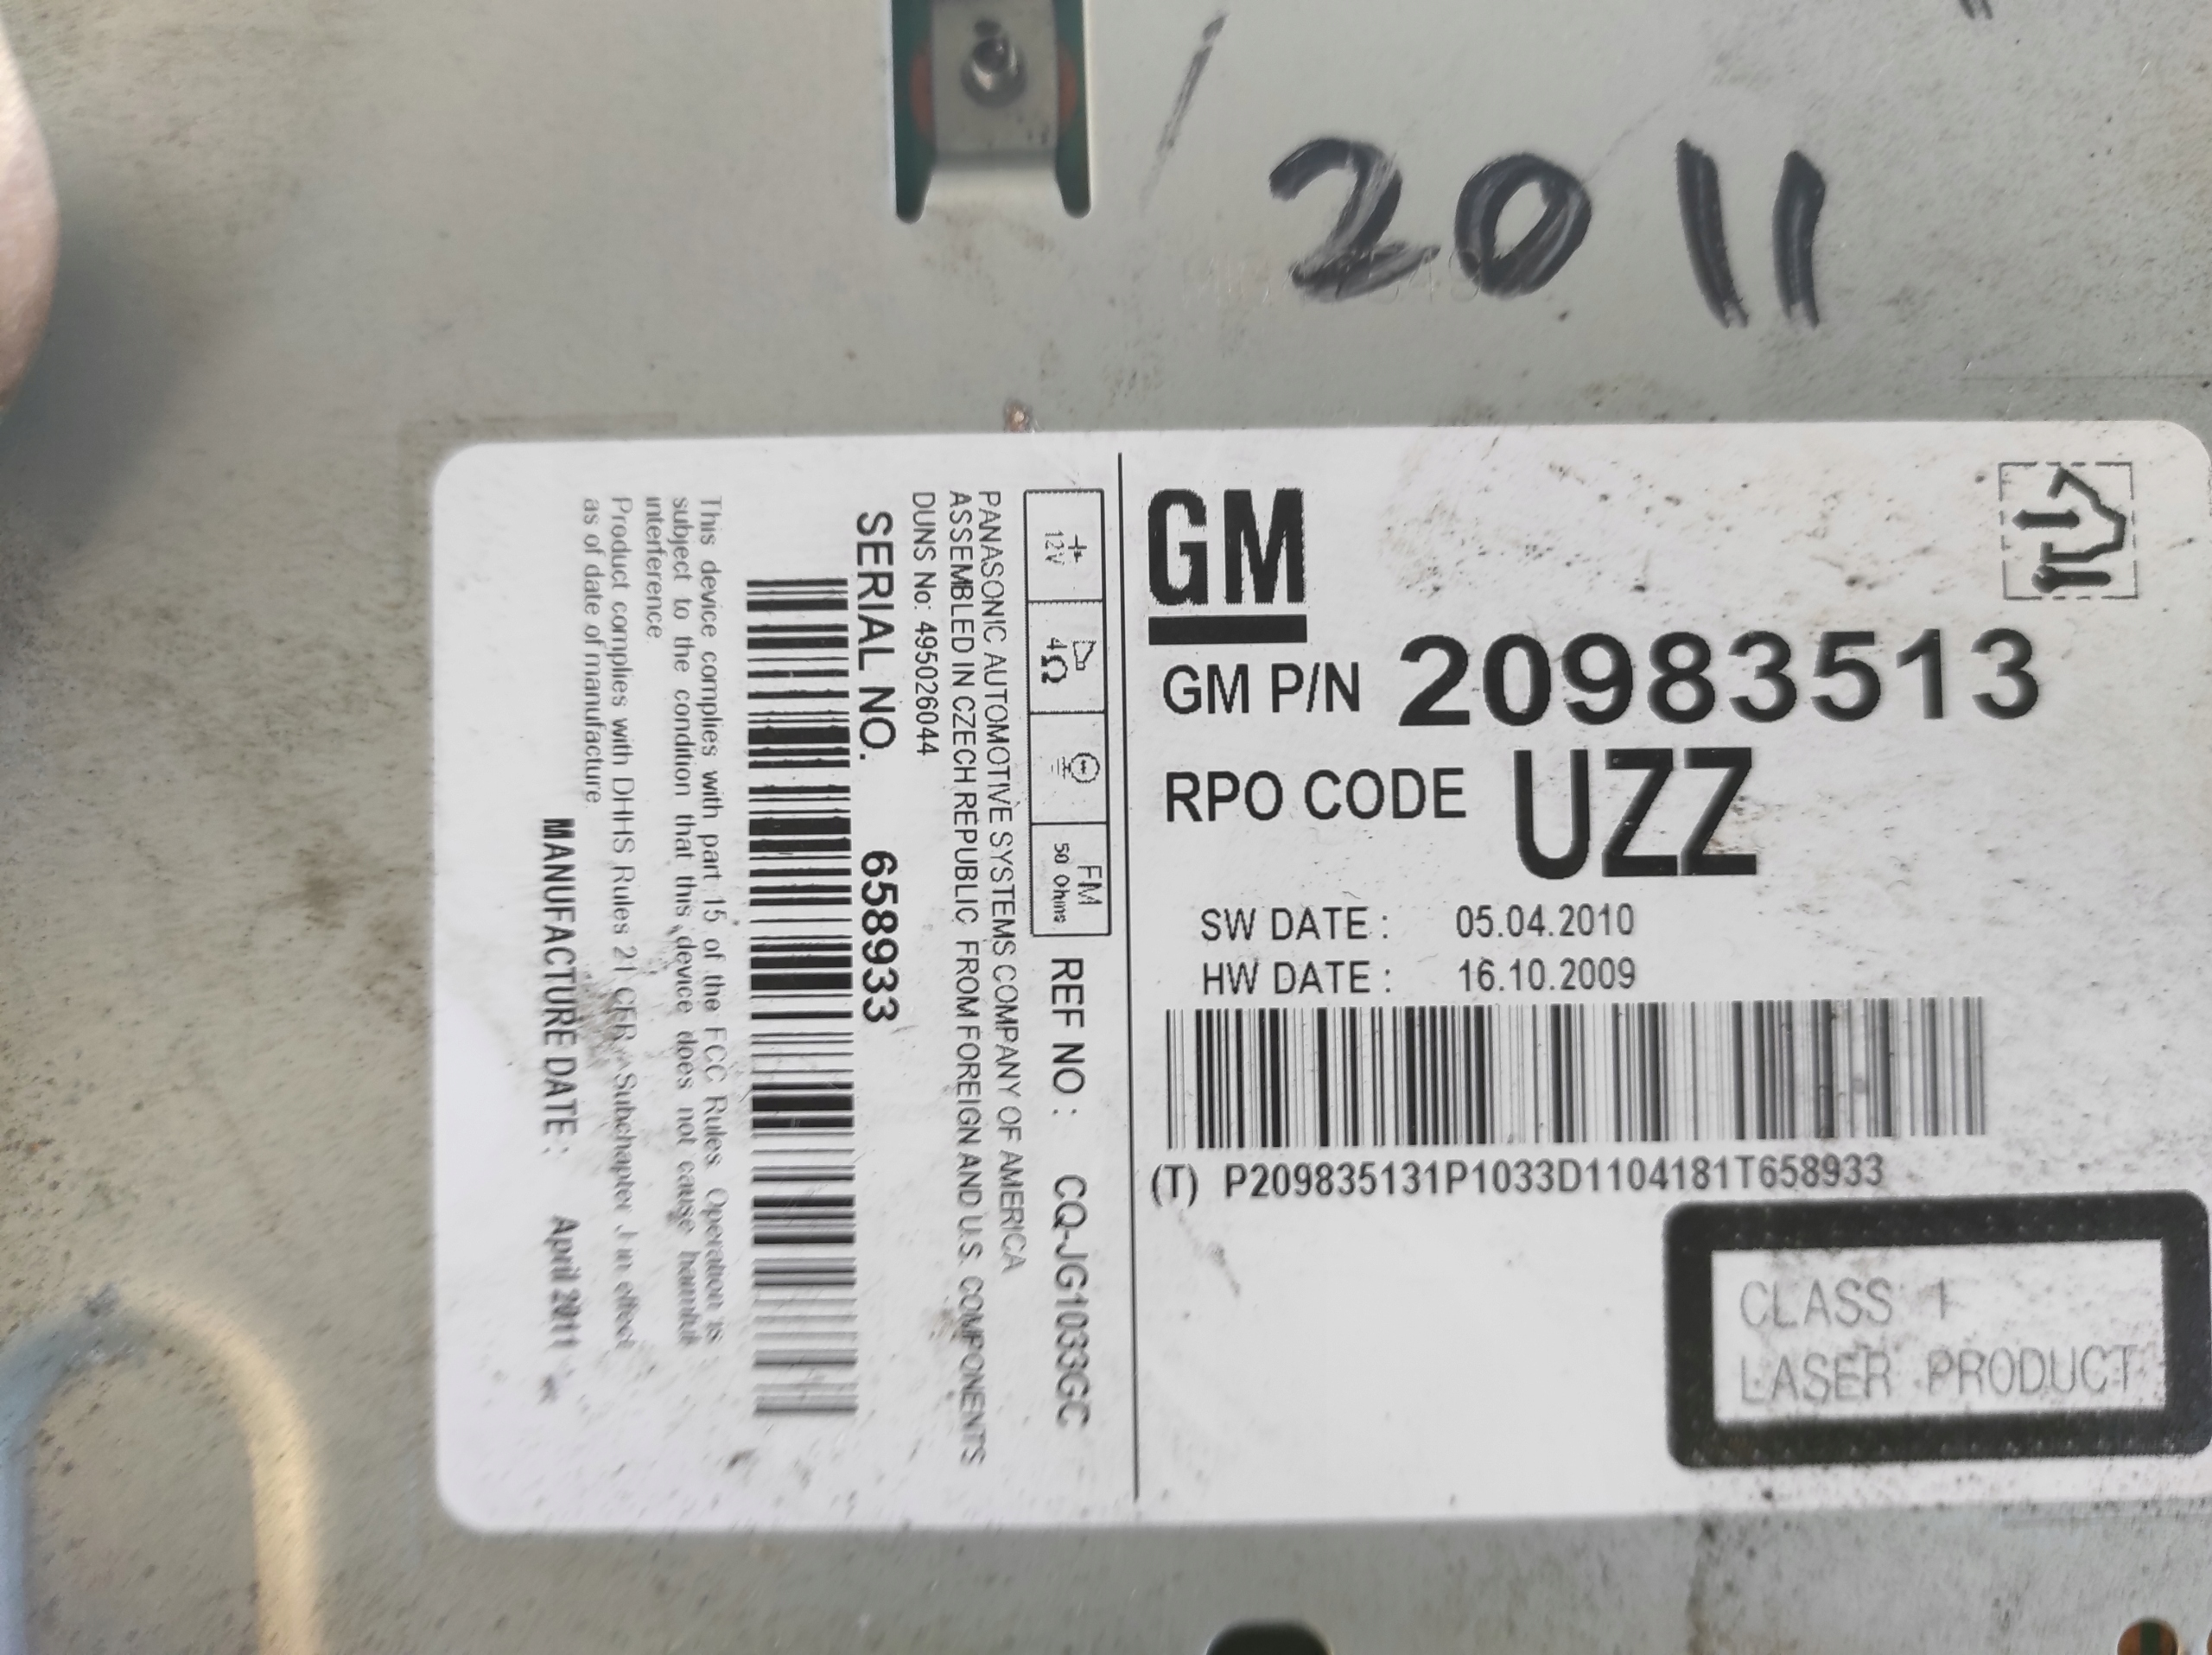 2011
GM
GM P/N 20983513
RPO CODE UZZ
SW DATE : 05.04.2010
HW DATE : 16.10.2009
(T) P209835131P1033D1104181T658933
CLASS 1
LASER PRODUCT
12V
4Ω
FM
50 Ohms
REF NO : CQ-JG1033GC
PANASONIC AUTOMOTIVE SYSTEMS COMPANY OF AMERICA
ASSEMBLED IN CZECH REPUBLIC FROM FOREIGN AND U.S. COMPONENTS
DUNS No: 495026044
SERIAL NO. 658933
This device complies with part 15 of the FCC Rules Operation is
subject to the condition that this device does not cause harmful
interference
Product complies with DHHS Rules 21 CFR Subchapter J in effect
as of date of manufacture
MANUFACTURE DATE : April 2011